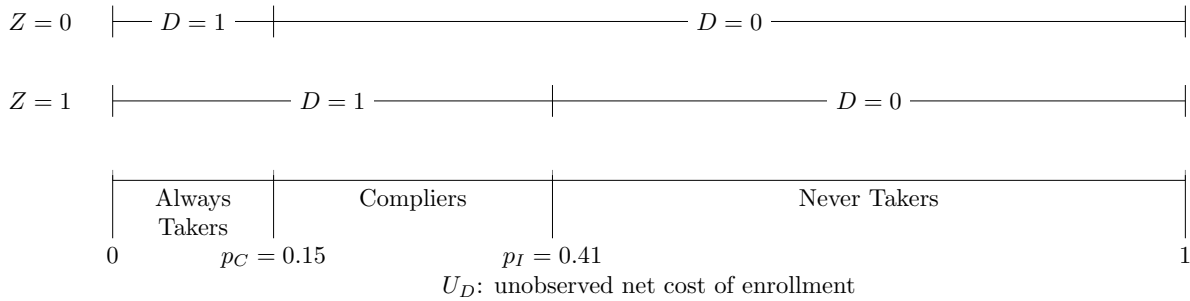 Z = 0 D = 1 D = 0
Z = 1 D = 1 D = 0
Always Takers Compliers Never Takers
0 p_C = 0.15 p_I = 0.41 1
U_D: unobserved net cost of enrollment